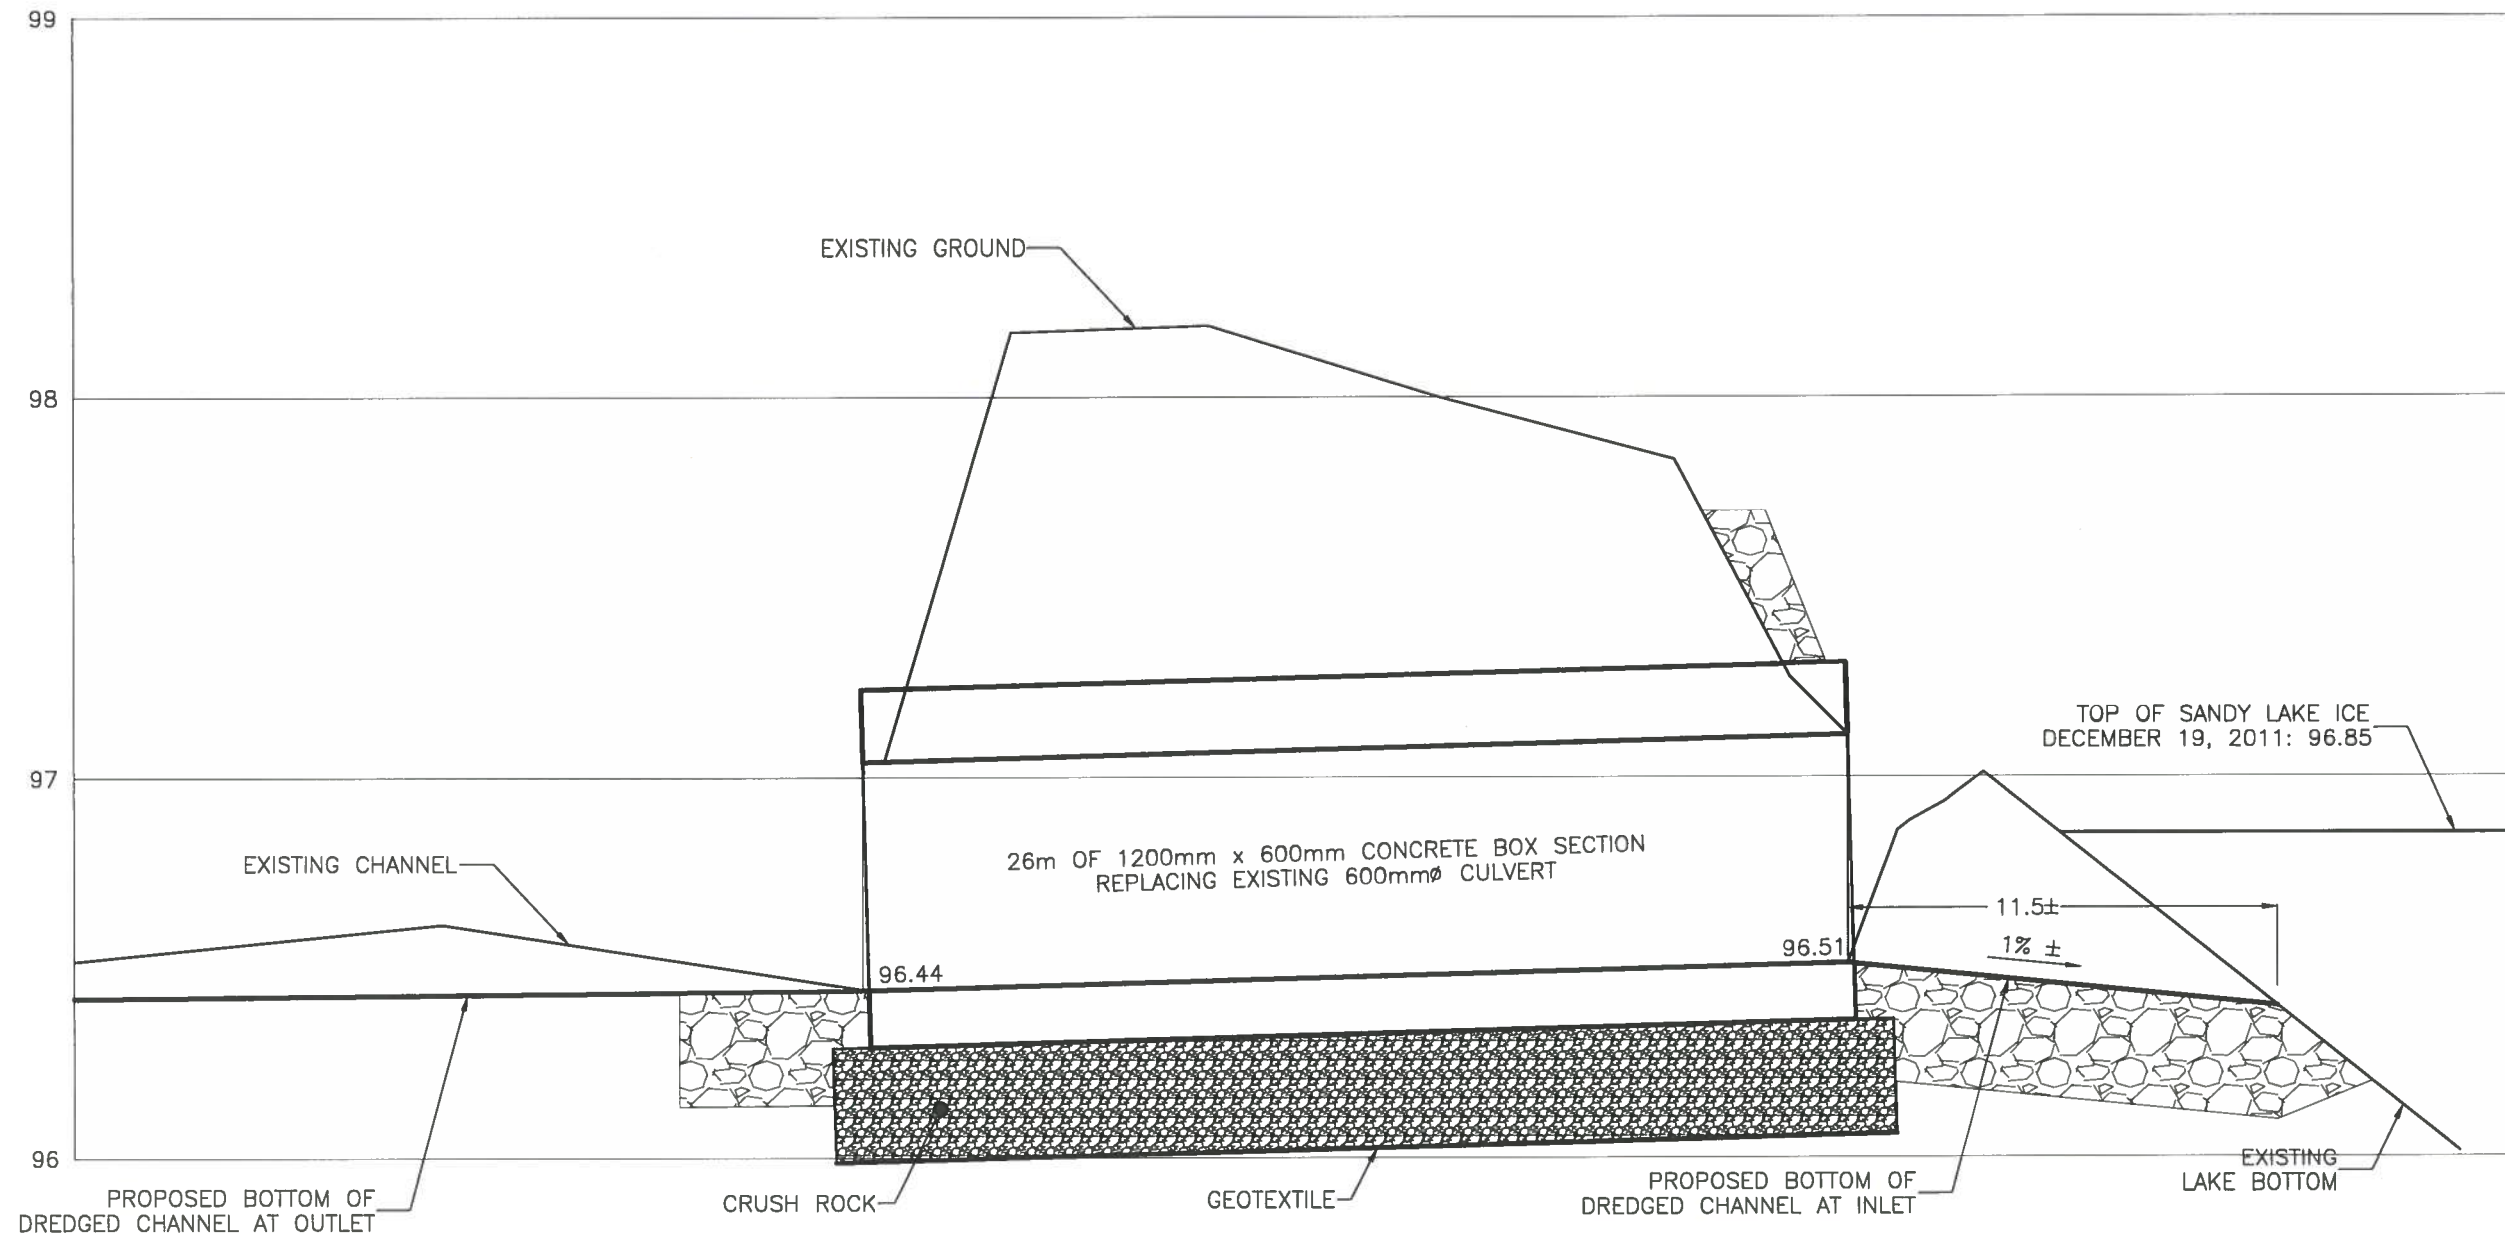 99
EXISTING GROUND
98
TOP OF SANDY LAKE ICE
DECEMBER 19, 2011: 96.85
97
26m OF 1200mm x 600mm CONCRETE BOX SECTION
REPLACING EXISTING 600mmø CULVERT
EXISTING CHANNEL
11.5±
96.44
96.51
1% ±
96
PROPOSED BOTTOM OF
DREDGED CHANNEL AT OUTLET
CRUSH ROCK
GEOTEXTILE
PROPOSED BOTTOM OF
DREDGED CHANNEL AT INLET
EXISTING
LAKE BOTTOM